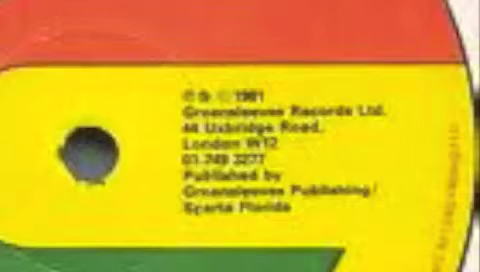 ℗ & © 1981
Greensleeves Records Ltd.
44 Uxbridge Road,
London W12
01-749 3277
Published by
Greensleeves Publishing/
Sparta Florida